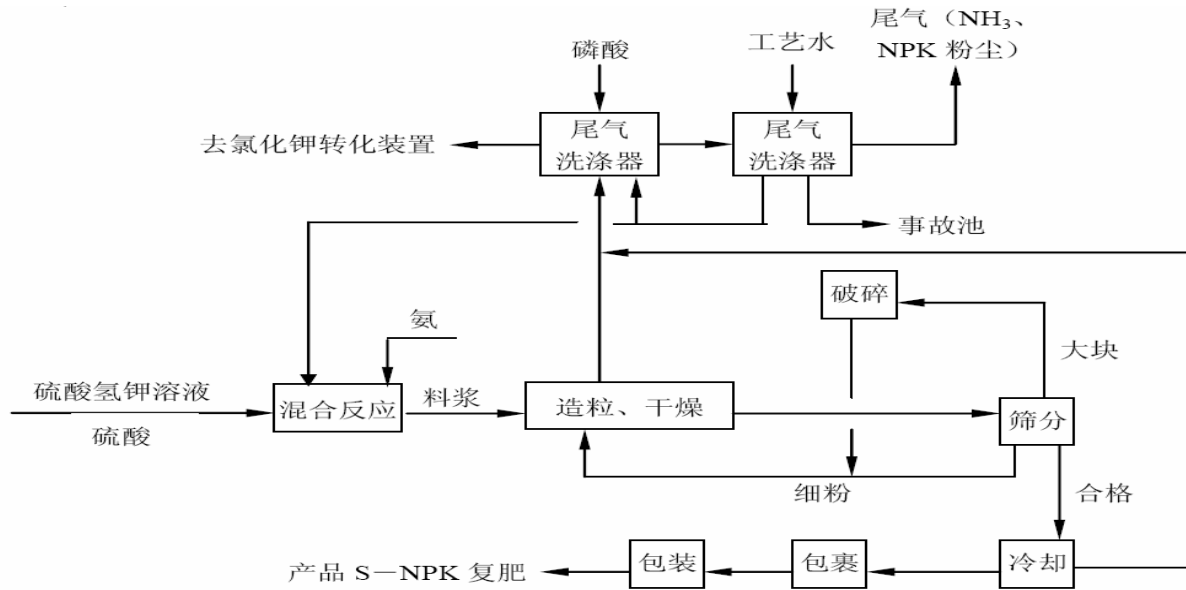 尾气（NH₃、
NPK 粉尘）
磷酸
工艺水
尾气
洗涤器
尾气
洗涤器
去氯化钾转化装置
事故池
破碎
氨
大块
硫酸氢钾溶液
硫酸
混合反应
料浆
造粒、干燥
筛分
细粉
合格
产品 S－NPK 复肥
包装
包裹
冷却